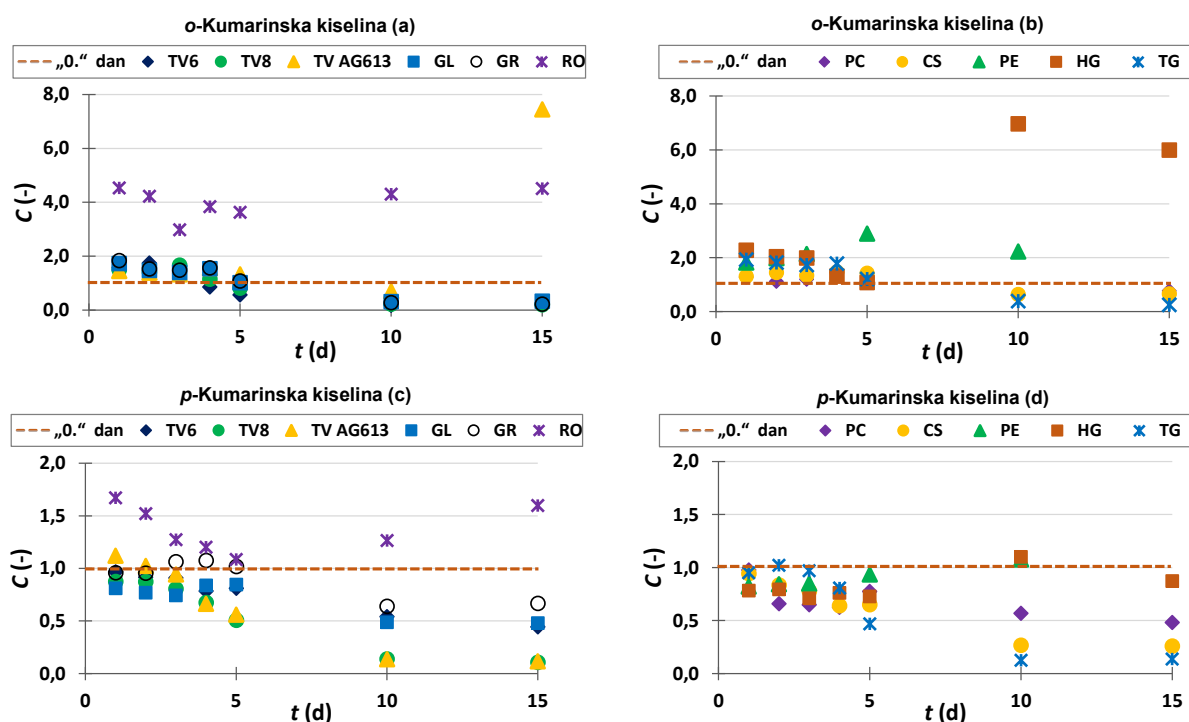 o-Kumarinska kiselina (a)
„0.“ dan TV6 TV8 TV AG613 GL GR RO
8,0
6,0
4,0
2,0
0,0
C (-)
0 5 10 15
t (d)
o-Kumarinska kiselina (b)
„0.“ dan PC CS PE HG TG
8,0
6,0
4,0
2,0
0,0
C (-)
0 5 10 15
t (d)
p-Kumarinska kiselina (c)
„0.“ dan TV6 TV8 TV AG613 GL GR RO
2,0
1,5
1,0
0,5
0,0
C (-)
0 5 10 15
t (d)
p-Kumarinska kiselina (d)
„0.“ dan PC CS PE HG TG
2,0
1,5
1,0
0,5
0,0
C (-)
0 5 10 15
t (d)